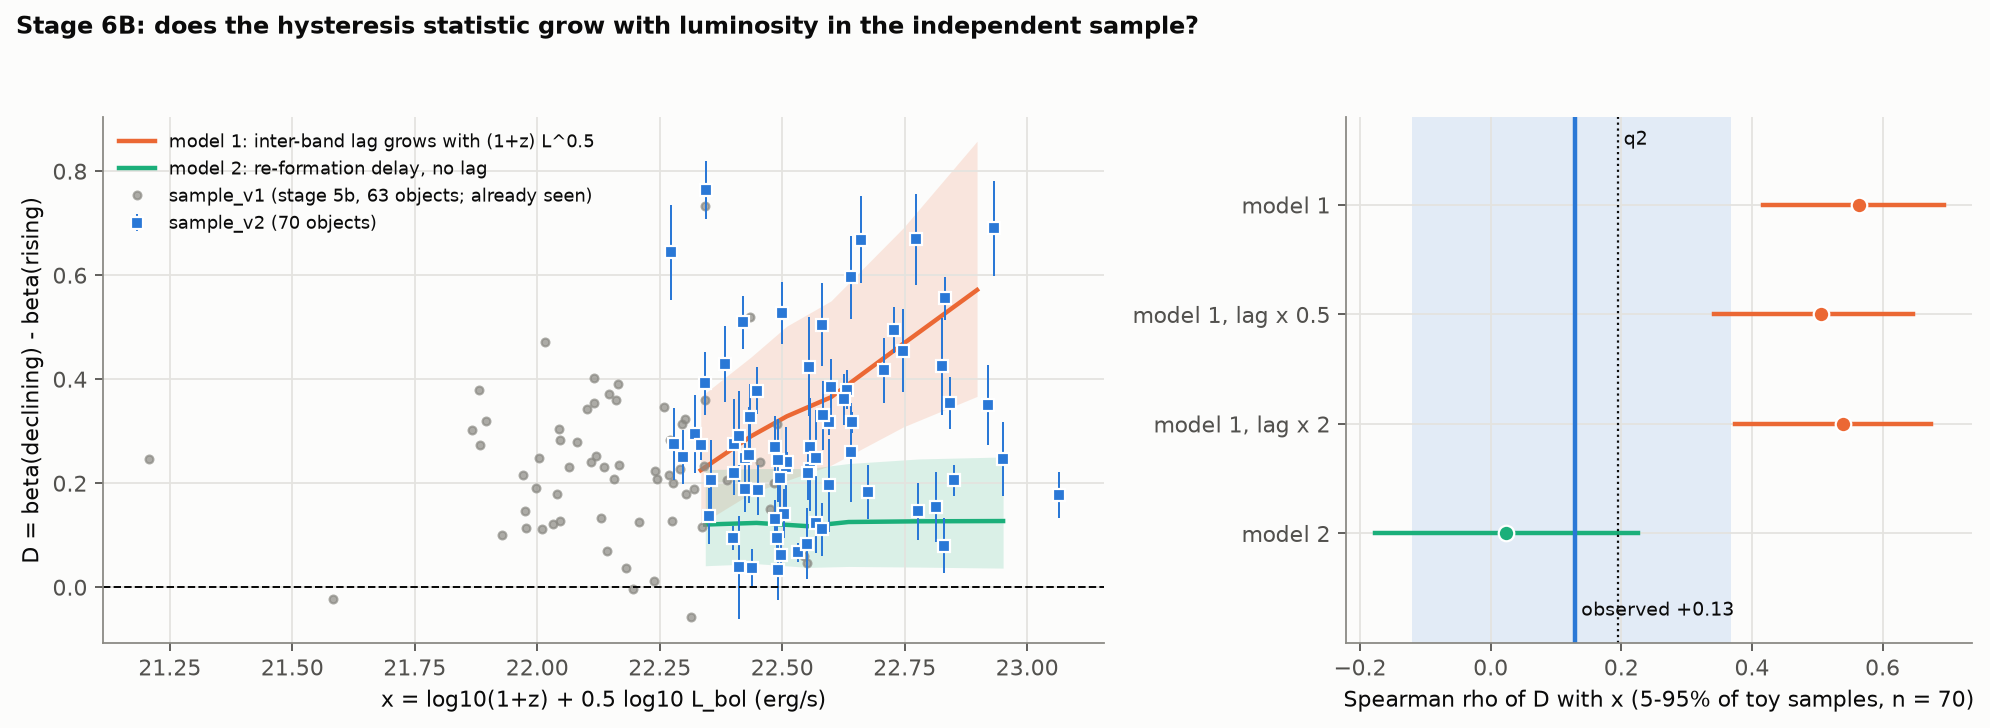 Stage 6B: does the hysteresis statistic grow with luminosity in the independent sample?
model 1: inter-band lag grows with (1+z) L^0.5
model 2: re-formation delay, no lag
sample_v1 (stage 5b, 63 objects; already seen)
sample_v2 (70 objects)
D = beta(declining) - beta(rising)
0.8
0.6
0.4
0.2
0.0
21.25
21.50
21.75
22.00
22.25
22.50
22.75
23.00
x = log10(1+z) + 0.5 log10 L_bol (erg/s)
q2
model 1
model 1, lag x 0.5
model 1, lag x 2
model 2
observed +0.13
−0.2
0.0
0.2
0.4
0.6
Spearman rho of D with x (5-95% of toy samples, n = 70)